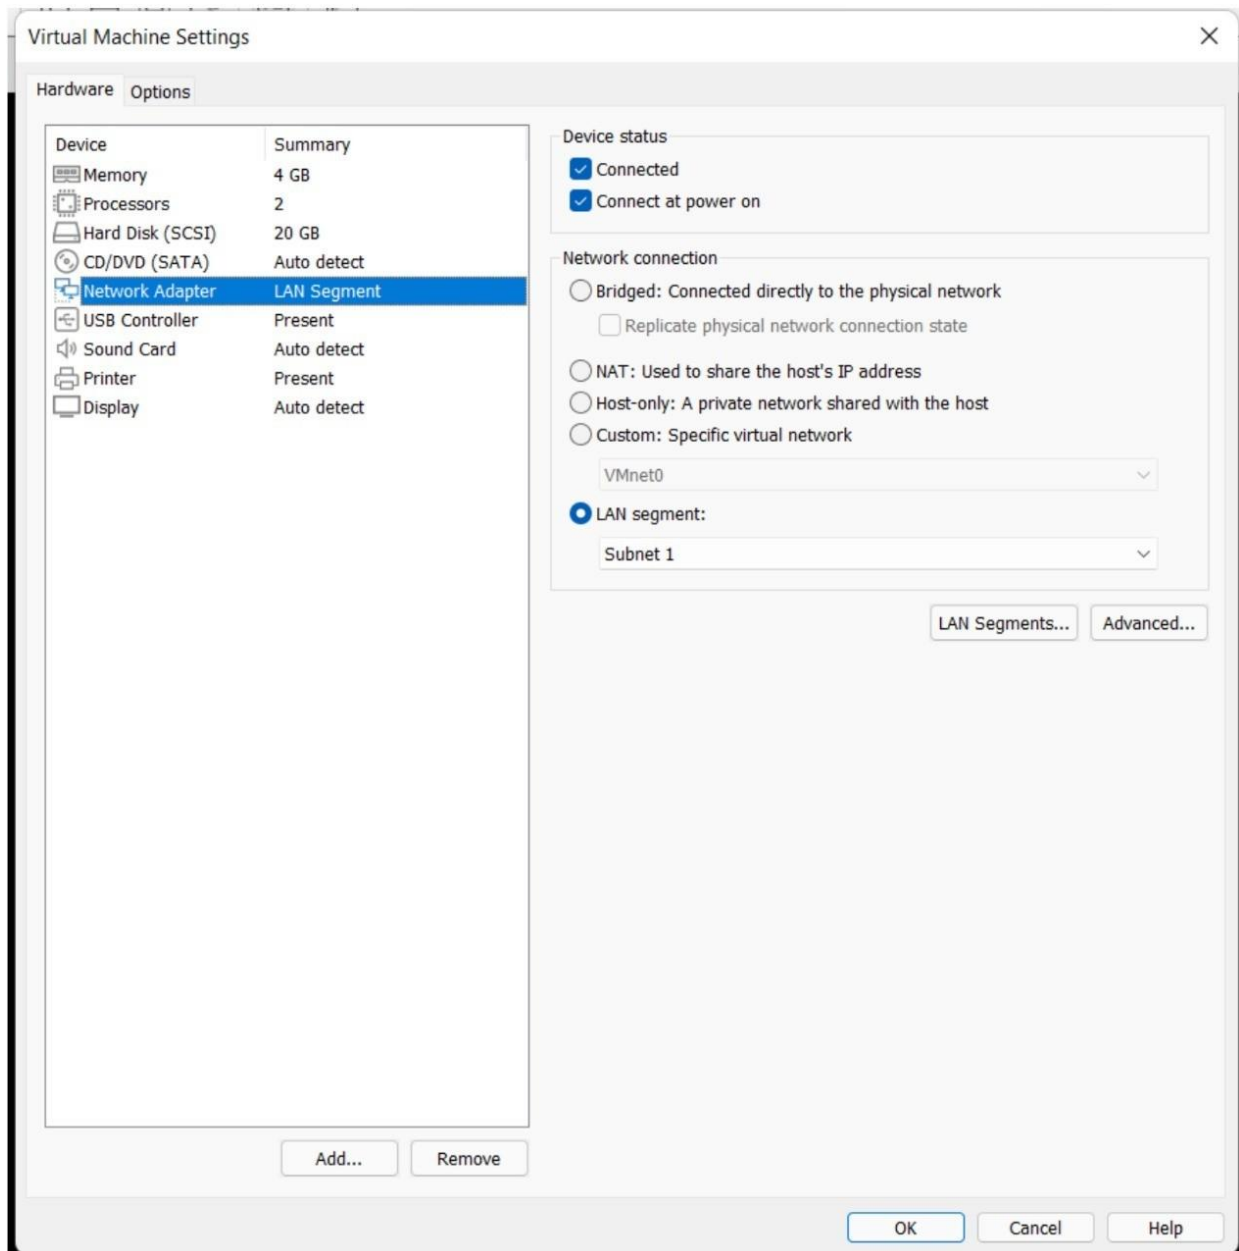 Virtual Machine Settings
Hardware Options
Device Summary
Memory 4 GB
Processors 2
Hard Disk (SCSI) 20 GB
CD/DVD (SATA) Auto detect
Network Adapter LAN Segment
USB Controller Present
Sound Card Auto detect
Printer Present
Display Auto detect
Add... Remove
Device status
Connected
Connect at power on
Network connection
Bridged: Connected directly to the physical network
Replicate physical network connection state
NAT: Used to share the host's IP address
Host-only: A private network shared with the host
Custom: Specific virtual network
VMnet0
LAN segment:
Subnet 1
LAN Segments... Advanced...
OK Cancel Help